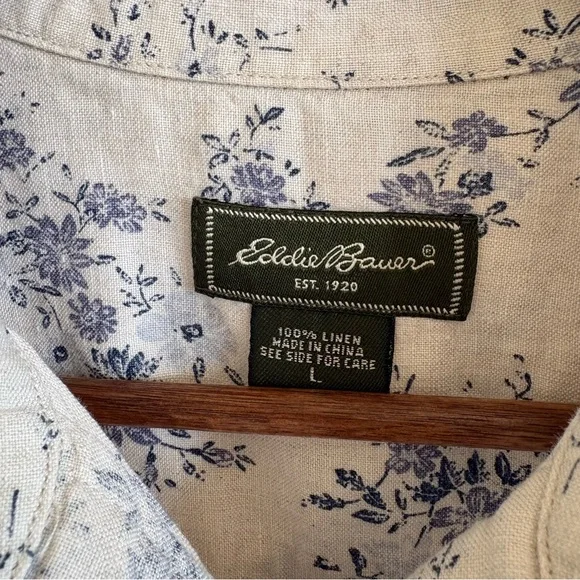 Eddie Bauer®
EST. 1920
100% LINEN
MADE IN CHINA
SEE SIDE FOR CARE
L